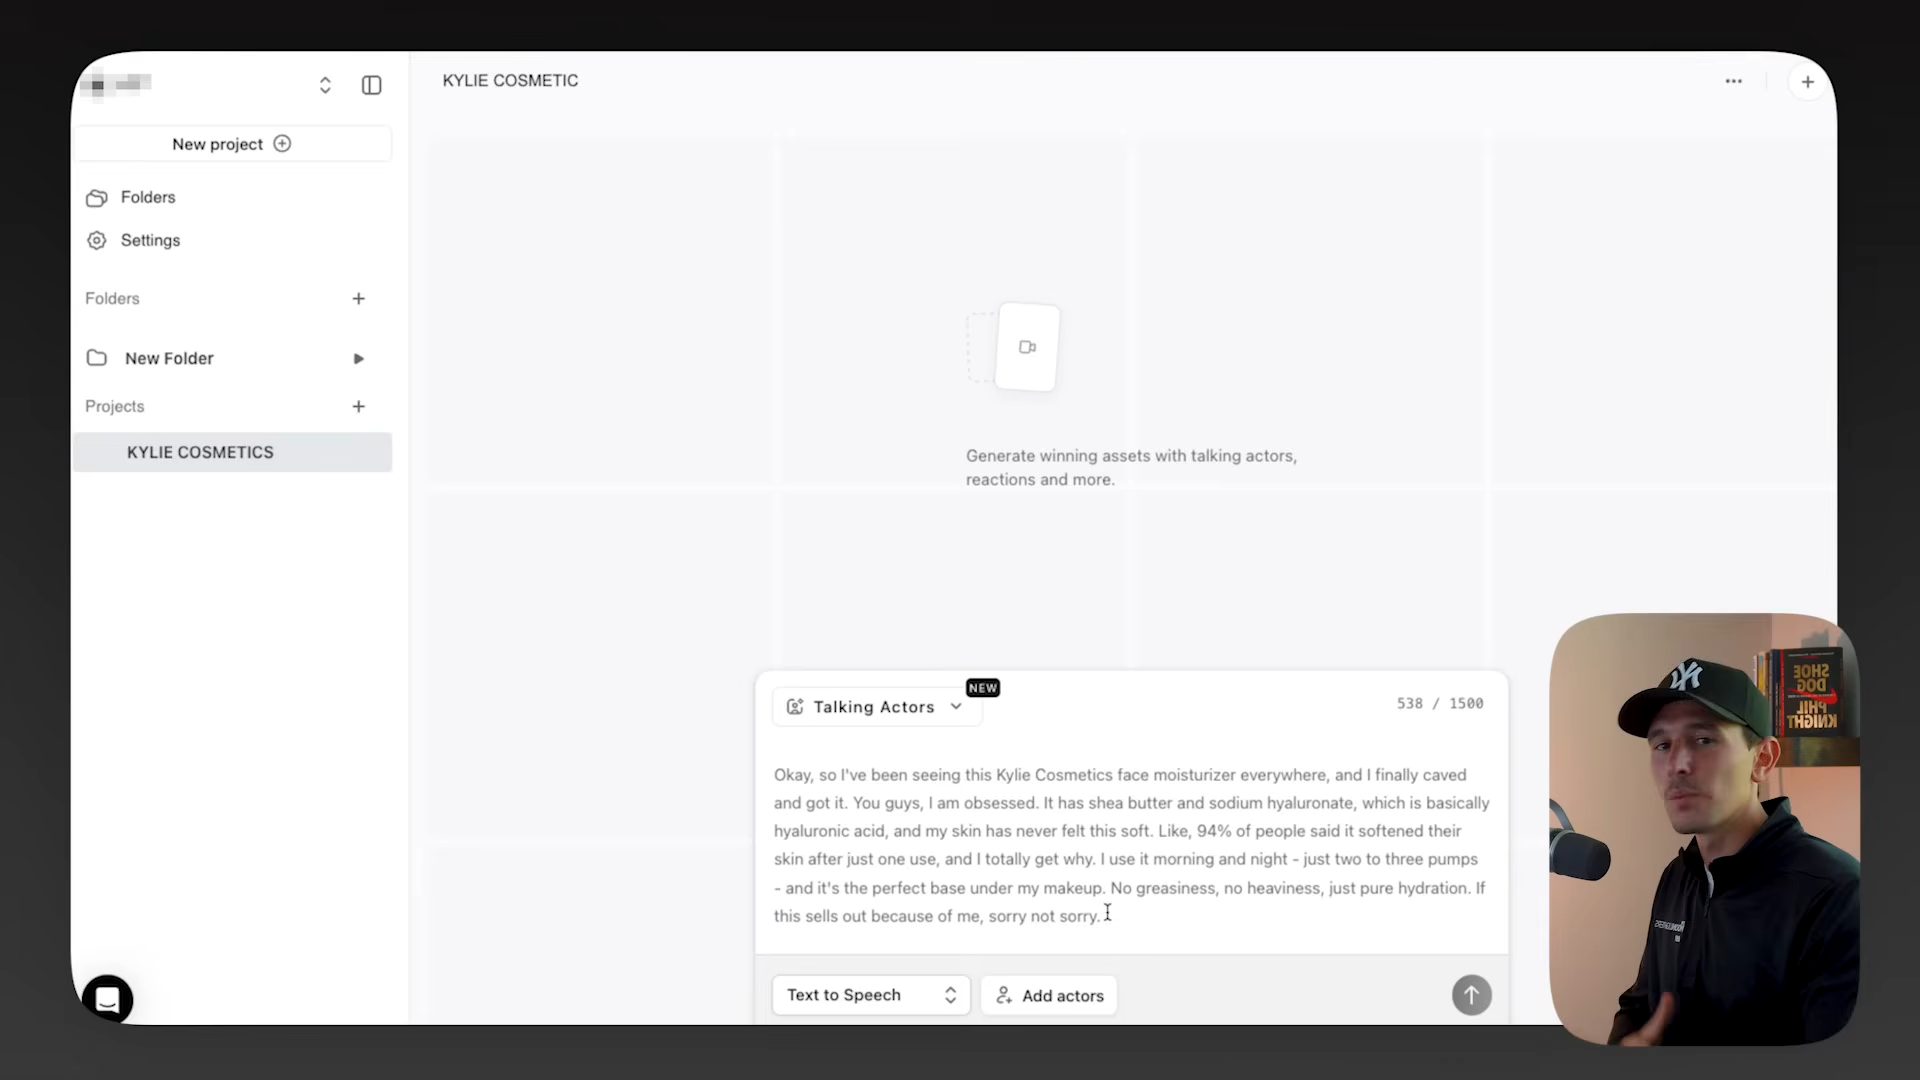 KYLIE COSMETIC
New project
Folders
Settings
Folders
New Folder
Projects
KYLIE COSMETICS
Generate winning assets with talking actors,
reactions and more.
Talking Actors
NEW
538 / 1500
Okay, so I've been seeing this Kylie Cosmetics face moisturizer everywhere, and I finally caved
and got it. You guys, I am obsessed. It has shea butter and sodium hyaluronate, which is basically
hyaluronic acid, and my skin has never felt this soft. Like, 94% of people said it softened their
skin after just one use, and I totally get why. I use it morning and night - just two to three pumps
- and it's the perfect base under my makeup. No greasiness, no heaviness, just pure hydration. If
this sells out because of me, sorry not sorry.
Text to Speech
Add actors
SHOE
DOG
PHIL
KNIGHT